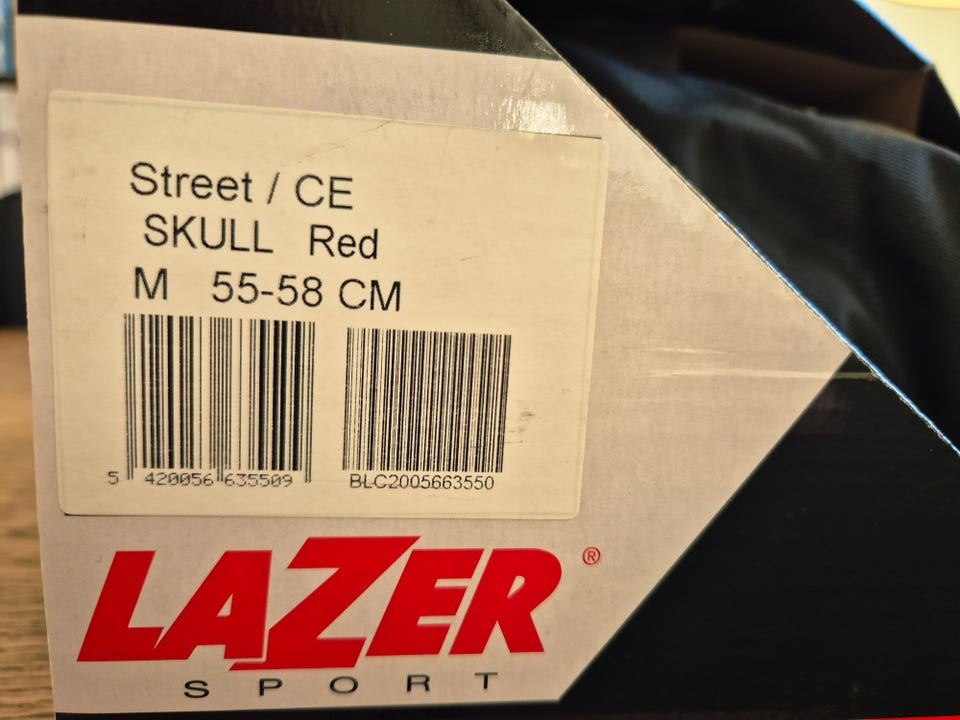 Street / CE
SKULL Red
M 55-58 CM
5 420056 635509
BLC2005663550
LAZER ®
SPORT